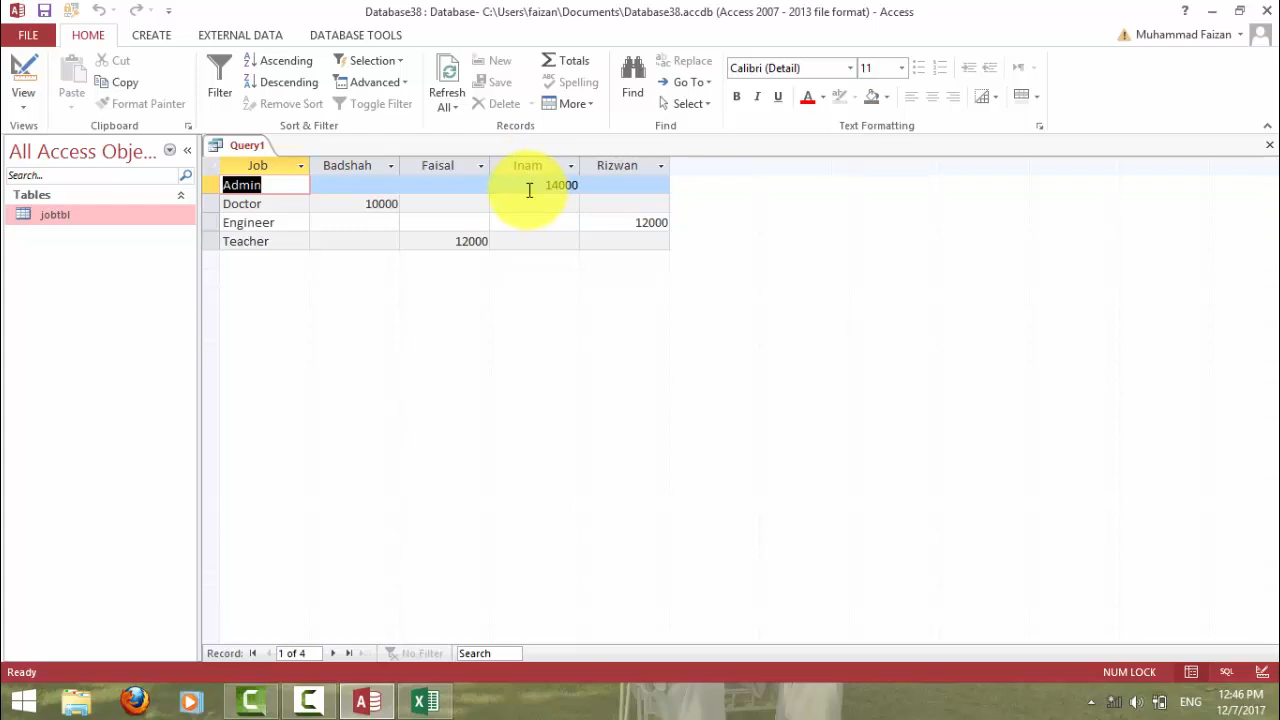 Database38 : Database- C:\Users\faizan\Documents\Database38.accdb (Access 2007 - 2013 file format) - Access
FILE HOME CREATE EXTERNAL DATA DATABASE TOOLS Muhammad Faizan
View
Views
Paste
Cut
Copy
Format Painter
Clipboard
Filter
Ascending
Descending
Remove Sort
Selection
Advanced
Toggle Filter
Sort & Filter
Refresh
All
New
Save
Delete
Totals
Spelling
More
Records
Find
Replace
Go To
Select
Find
Calibri (Detail) 11
B I U A
Text Formatting
All Access Obje...
Search...
Tables
jobtbl
Query1
Job Badshah Faisal Inam Rizwan
Admin 14000
Doctor 10000
Engineer 12000
Teacher 12000
Record: 1 of 4 No Filter Search
Ready NUM LOCK SQL
ENG 12:46 PM
12/7/2017